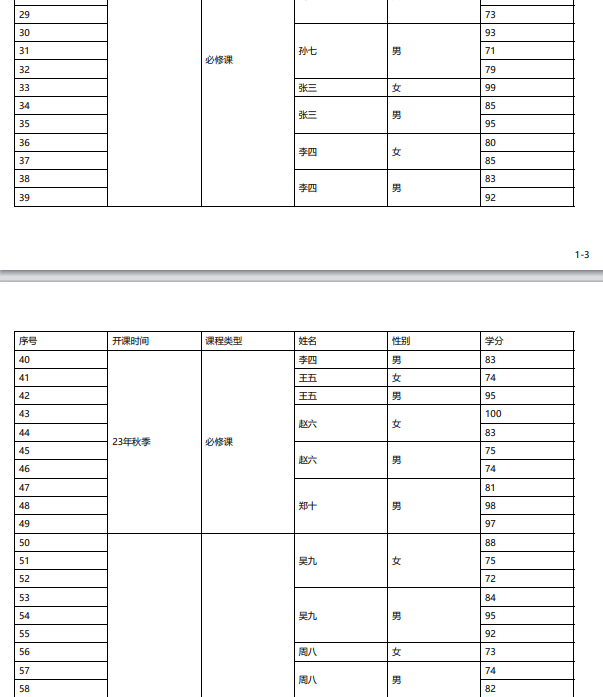 29 73
30 93
31 必修课 孙七 男 71
32 79
33 张三 女 99
34 张三 男 85
35 95
36 李四 女 80
37 85
38 李四 男 83
39 92
1-3
序号 开课时间 课程类型 姓名 性别 学分
40 李四 男 83
41 王五 女 74
42 王五 男 95
43 赵六 女 100
44 83
45 23年秋季 必修课 赵六 男 75
46 74
47 81
48 郑十 男 98
49 97
50 88
51 吴九 女 75
52 72
53 84
54 吴九 男 95
55 92
56 周八 女 73
57 周八 男 74
58 82